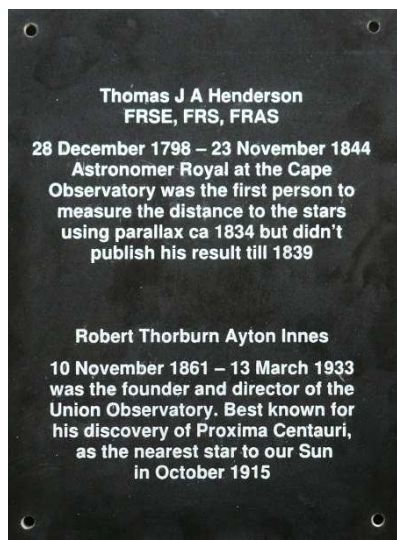 Thomas J A Henderson
FRSE, FRS, FRAS
28 December 1798 – 23 November 1844
Astronomer Royal at the Cape
Observatory was the first person to
measure the distance to the stars
using parallax ca 1834 but didn't
publish his result till 1839
Robert Thorburn Ayton Innes
10 November 1861 – 13 March 1933
was the founder and director of the
Union Observatory. Best known for
his discovery of Proxima Centauri,
as the nearest star to our Sun
in October 1915